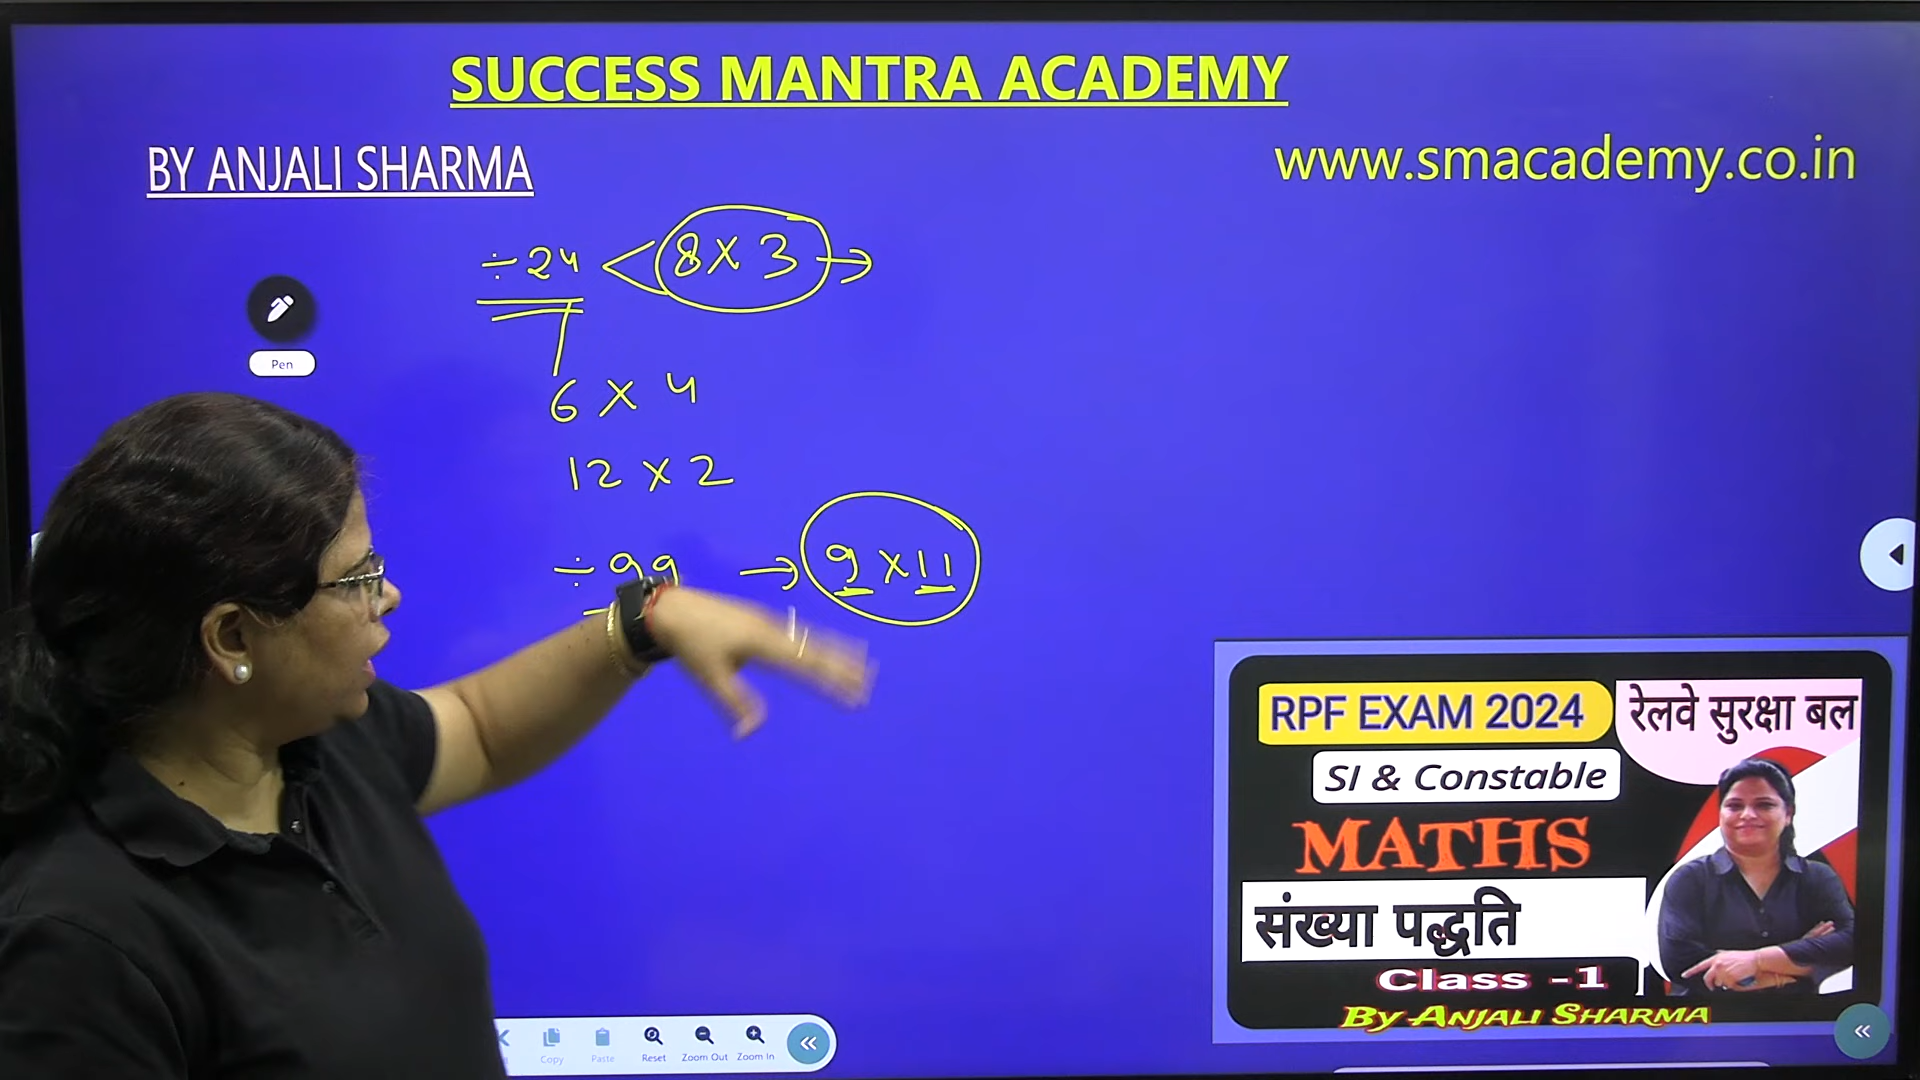 SUCCESS MANTRA ACADEMY
BY ANJALI SHARMA
www.smacademy.co.in
÷24 < 8 × 3 →
Pen
6 × 4
12 × 2
÷99 → 9 × 11
RPF EXAM 2024
रेलवे सुरक्षा बल
SI & Constable
MATHS
संख्या पद्धति
Class -1
By ANJALI SHARMA
Copy
Paste
Reset
Zoom Out
Zoom In